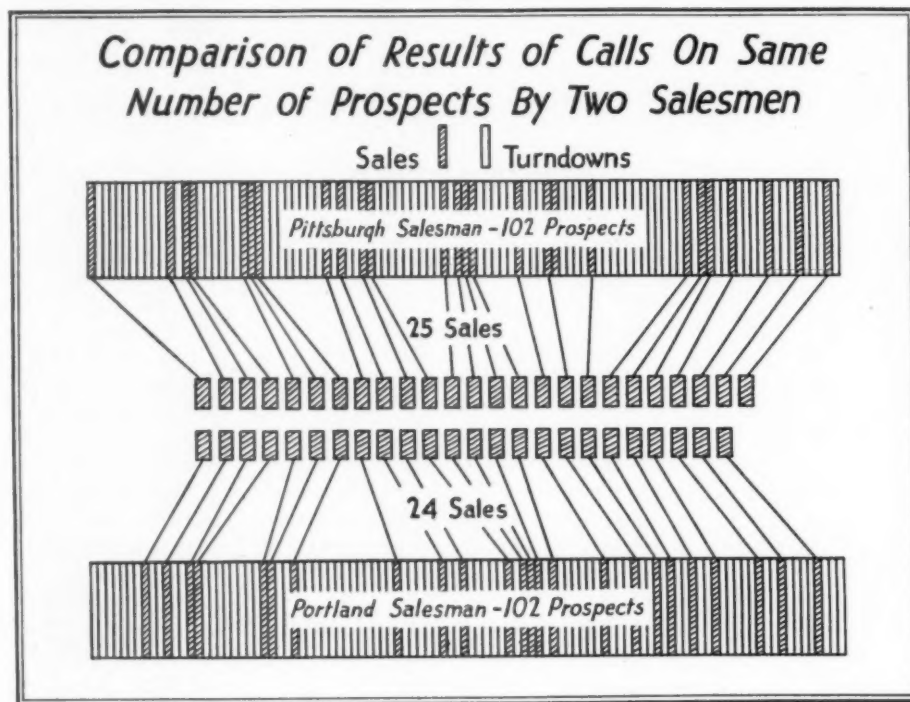 Comparison of Results of Calls On Same
Number of Prospects By Two Salesmen
Sales Turndowns
Pittsburgh Salesman - 102 Prospects
25 Sales
24 Sales
Portland Salesman - 102 Prospects